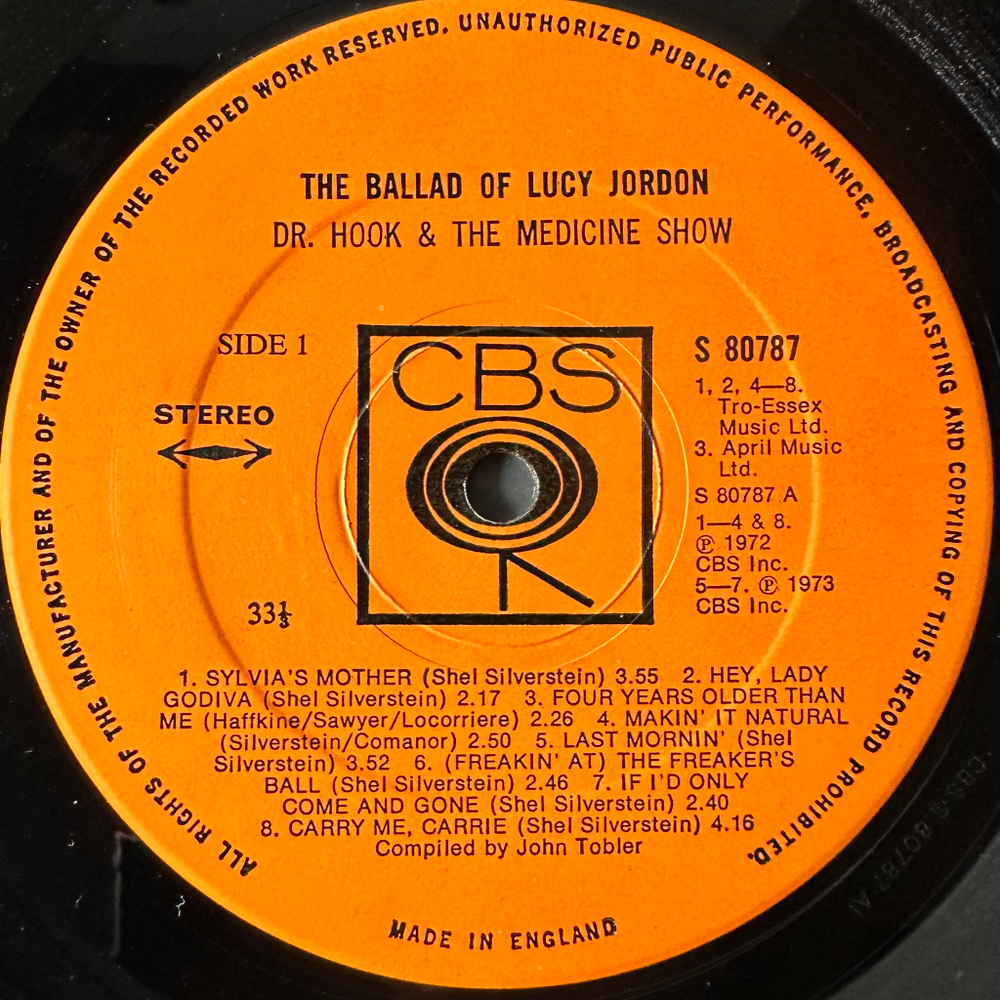 ALL RIGHTS OF THE MANUFACTURER AND OF THE OWNER OF THE RECORDED WORK RESERVED. UNAUTHORIZED PUBLIC PERFORMANCE, BROADCASTING AND COPYING OF THIS RECORD PROHIBITED.
THE BALLAD OF LUCY JORDON
DR. HOOK & THE MEDICINE SHOW
SIDE 1
STEREO
33⅓
CBS
S 80787
1, 2, 4—8.
Tro-Essex
Music Ltd.
3. April Music
Ltd.
S 80787 A
1—4 & 8.
℗ 1972
CBS Inc.
5—7. ℗ 1973
CBS Inc.
1. SYLVIA'S MOTHER (Shel Silverstein) 3.55 2. HEY, LADY
GODIVA (Shel Silverstein) 2.17 3. FOUR YEARS OLDER THAN
ME (Haffkine/Sawyer/Locorriere) 2.26 4. MAKIN' IT NATURAL
(Silverstein/Comanor) 2.50 5. LAST MORNIN' (Shel
Silverstein) 3.52 6. (FREAKIN' AT) THE FREAKER'S
BALL (Shel Silverstein) 2.46 7. IF I'D ONLY
COME AND GONE (Shel Silverstein) 2.40
8. CARRY ME, CARRIE (Shel Silverstein) 4.16
Compiled by John Tobler
MADE IN ENGLAND